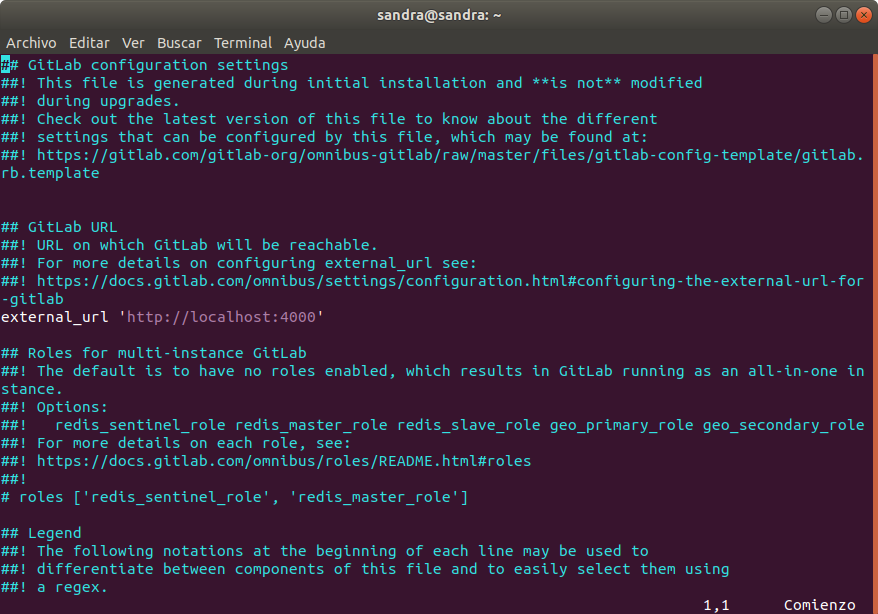 sandra@sandra: ~
Archivo Editar Ver Buscar Terminal Ayuda
## GitLab configuration settings
##! This file is generated during initial installation and **is not** modified
##! during upgrades.
##! Check out the latest version of this file to know about the different
##! settings that can be configured by this file, which may be found at:
##! https://gitlab.com/gitlab-org/omnibus-gitlab/raw/master/files/gitlab-config-template/gitlab.
rb.template
## GitLab URL
##! URL on which GitLab will be reachable.
##! For more details on configuring external_url see:
##! https://docs.gitlab.com/omnibus/settings/configuration.html#configuring-the-external-url-for
-gitlab
external_url 'http://localhost:4000'
## Roles for multi-instance GitLab
##! The default is to have no roles enabled, which results in GitLab running as an all-in-one in
stance.
##! Options:
##!   redis_sentinel_role redis_master_role redis_slave_role geo_primary_role geo_secondary_role
##! For more details on each role, see:
##! https://docs.gitlab.com/omnibus/roles/README.html#roles
##!
# roles ['redis_sentinel_role', 'redis_master_role']
## Legend
##! The following notations at the beginning of each line may be used to
##! differentiate between components of this file and to easily select them using
##! a regex.
1,1 Comienzo